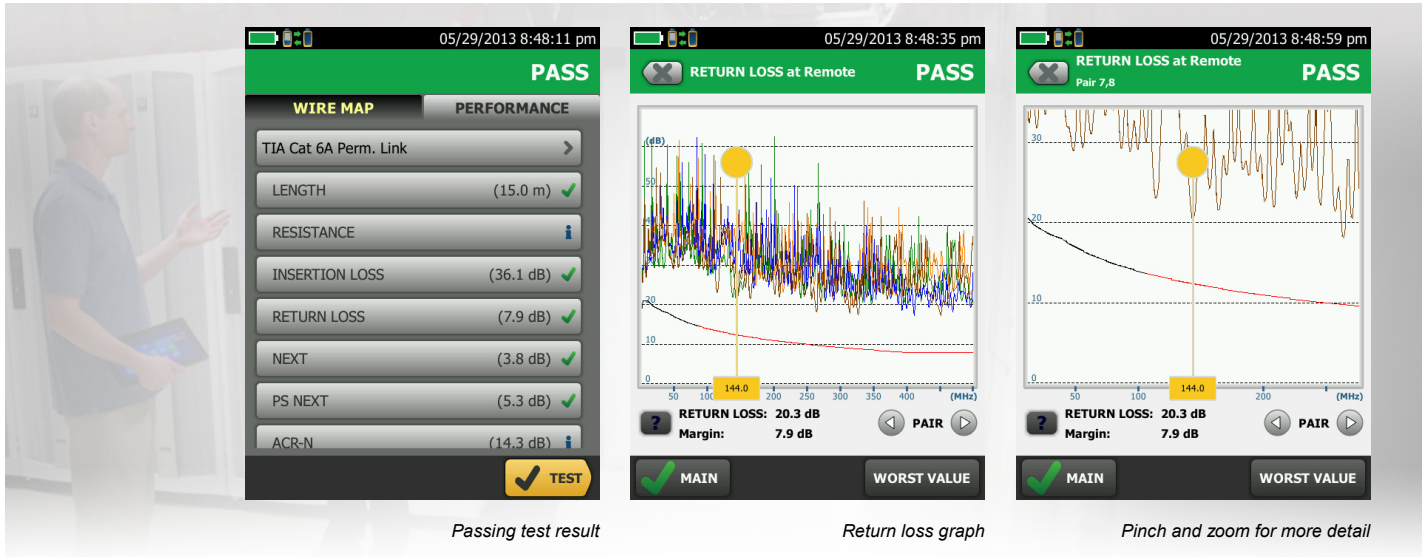 05/29/2013 8:48:11 pm
PASS
WIRE MAP
PERFORMANCE
TIA Cat 6A Perm. Link
LENGTH (15.0 m)
RESISTANCE i
INSERTION LOSS (36.1 dB)
RETURN LOSS (7.9 dB)
NEXT (3.8 dB)
PS NEXT (5.3 dB)
ACR-N (14.3 dB) i
TEST
Passing test result
05/29/2013 8:48:35 pm
RETURN LOSS at Remote
PASS
(dB)
50
20
10
0
50 144.0 200 250 300 350 400 (MHz)
RETURN LOSS: 20.3 dB
? Margin: 7.9 dB
PAIR
MAIN
WORST VALUE
Return loss graph
05/29/2013 8:48:59 pm
RETURN LOSS at Remote
Pair 7,8
PASS
30
20
10
0
50 100 144.0 200 (MHz)
RETURN LOSS: 20.3 dB
? Margin: 7.9 dB
PAIR
MAIN
WORST VALUE
Pinch and zoom for more detail